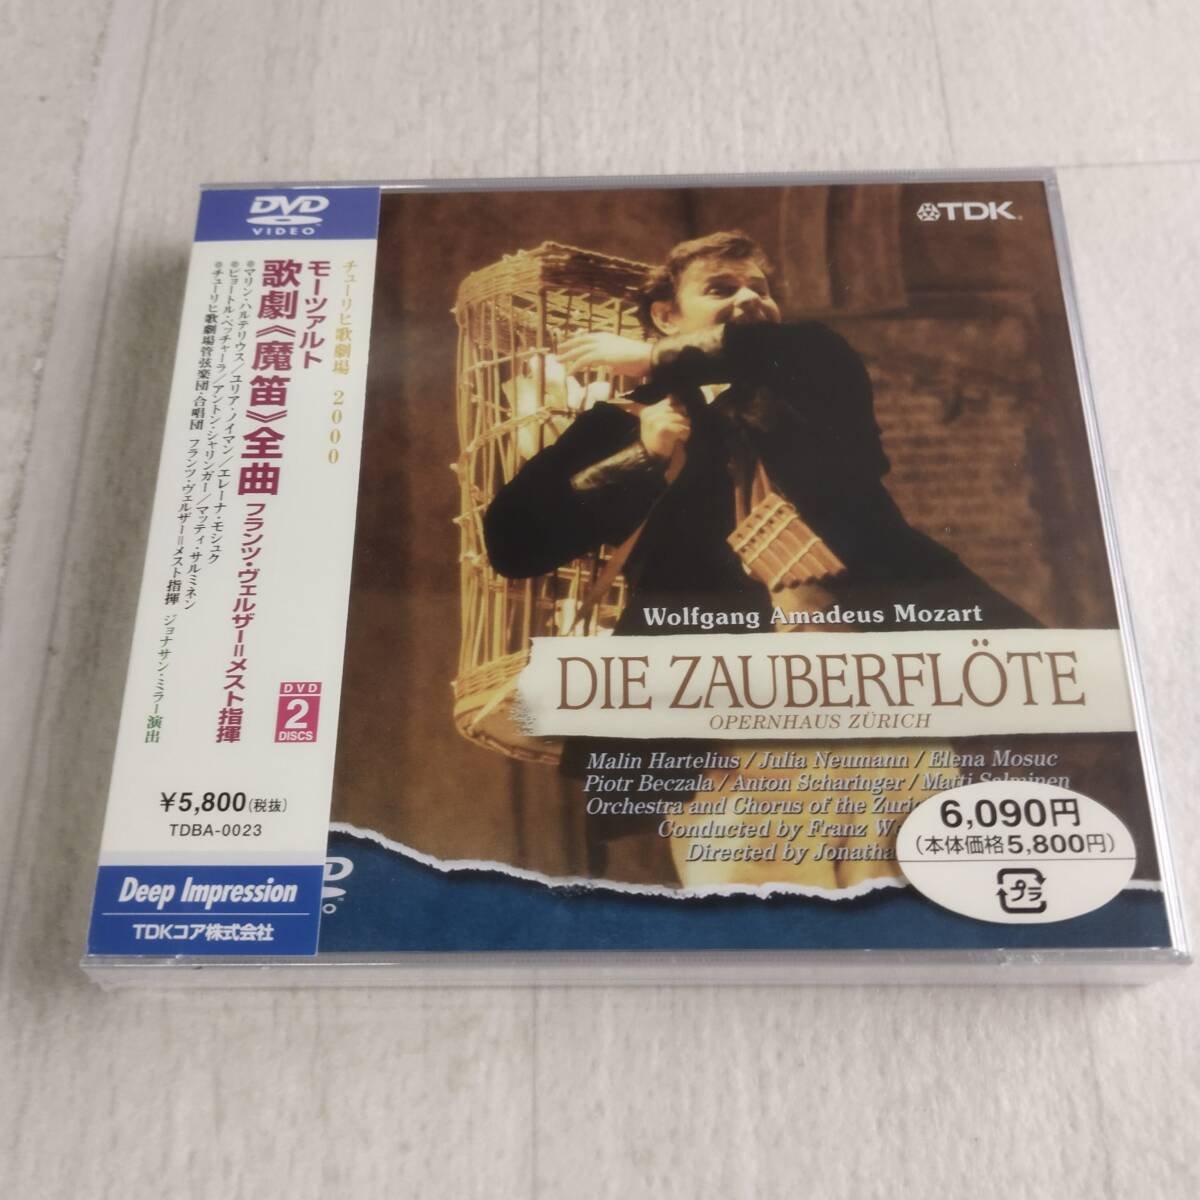 DVD
VIDEO
チューリヒ歌劇場 2000
モーツァルト
歌劇《魔笛》全曲 フランツ・ヴェルザー=メスト指揮
※マリン・ハルテリウス/ユリア・ノイマン/エレーナ・モシュク
※ピョートル・ベッチャーラ/アントン・シャリンガー/マッティ・サルミネン
※チューリヒ歌劇場管弦楽団・合唱団 フランツ・ヴェルザー=メスト指揮 ジョナサン・ミラー演出
DVD
2
DISCS
¥5,800(税抜)
TDBA-0023
Deep Impression
TDKコア株式会社
TDK
Wolfgang Amadeus Mozart
DIE ZAUBERFLÖTE
OPERNHAUS ZÜRICH
Malin Hartelius / Julia Neumann / Elena Mosuc
Piotr Beczala / Anton Scharinger / Matti Salminen
Orchestra and Chorus of the
Conducted by Franz
Directed by
6,090円
(本体価格5,800円)
プラ